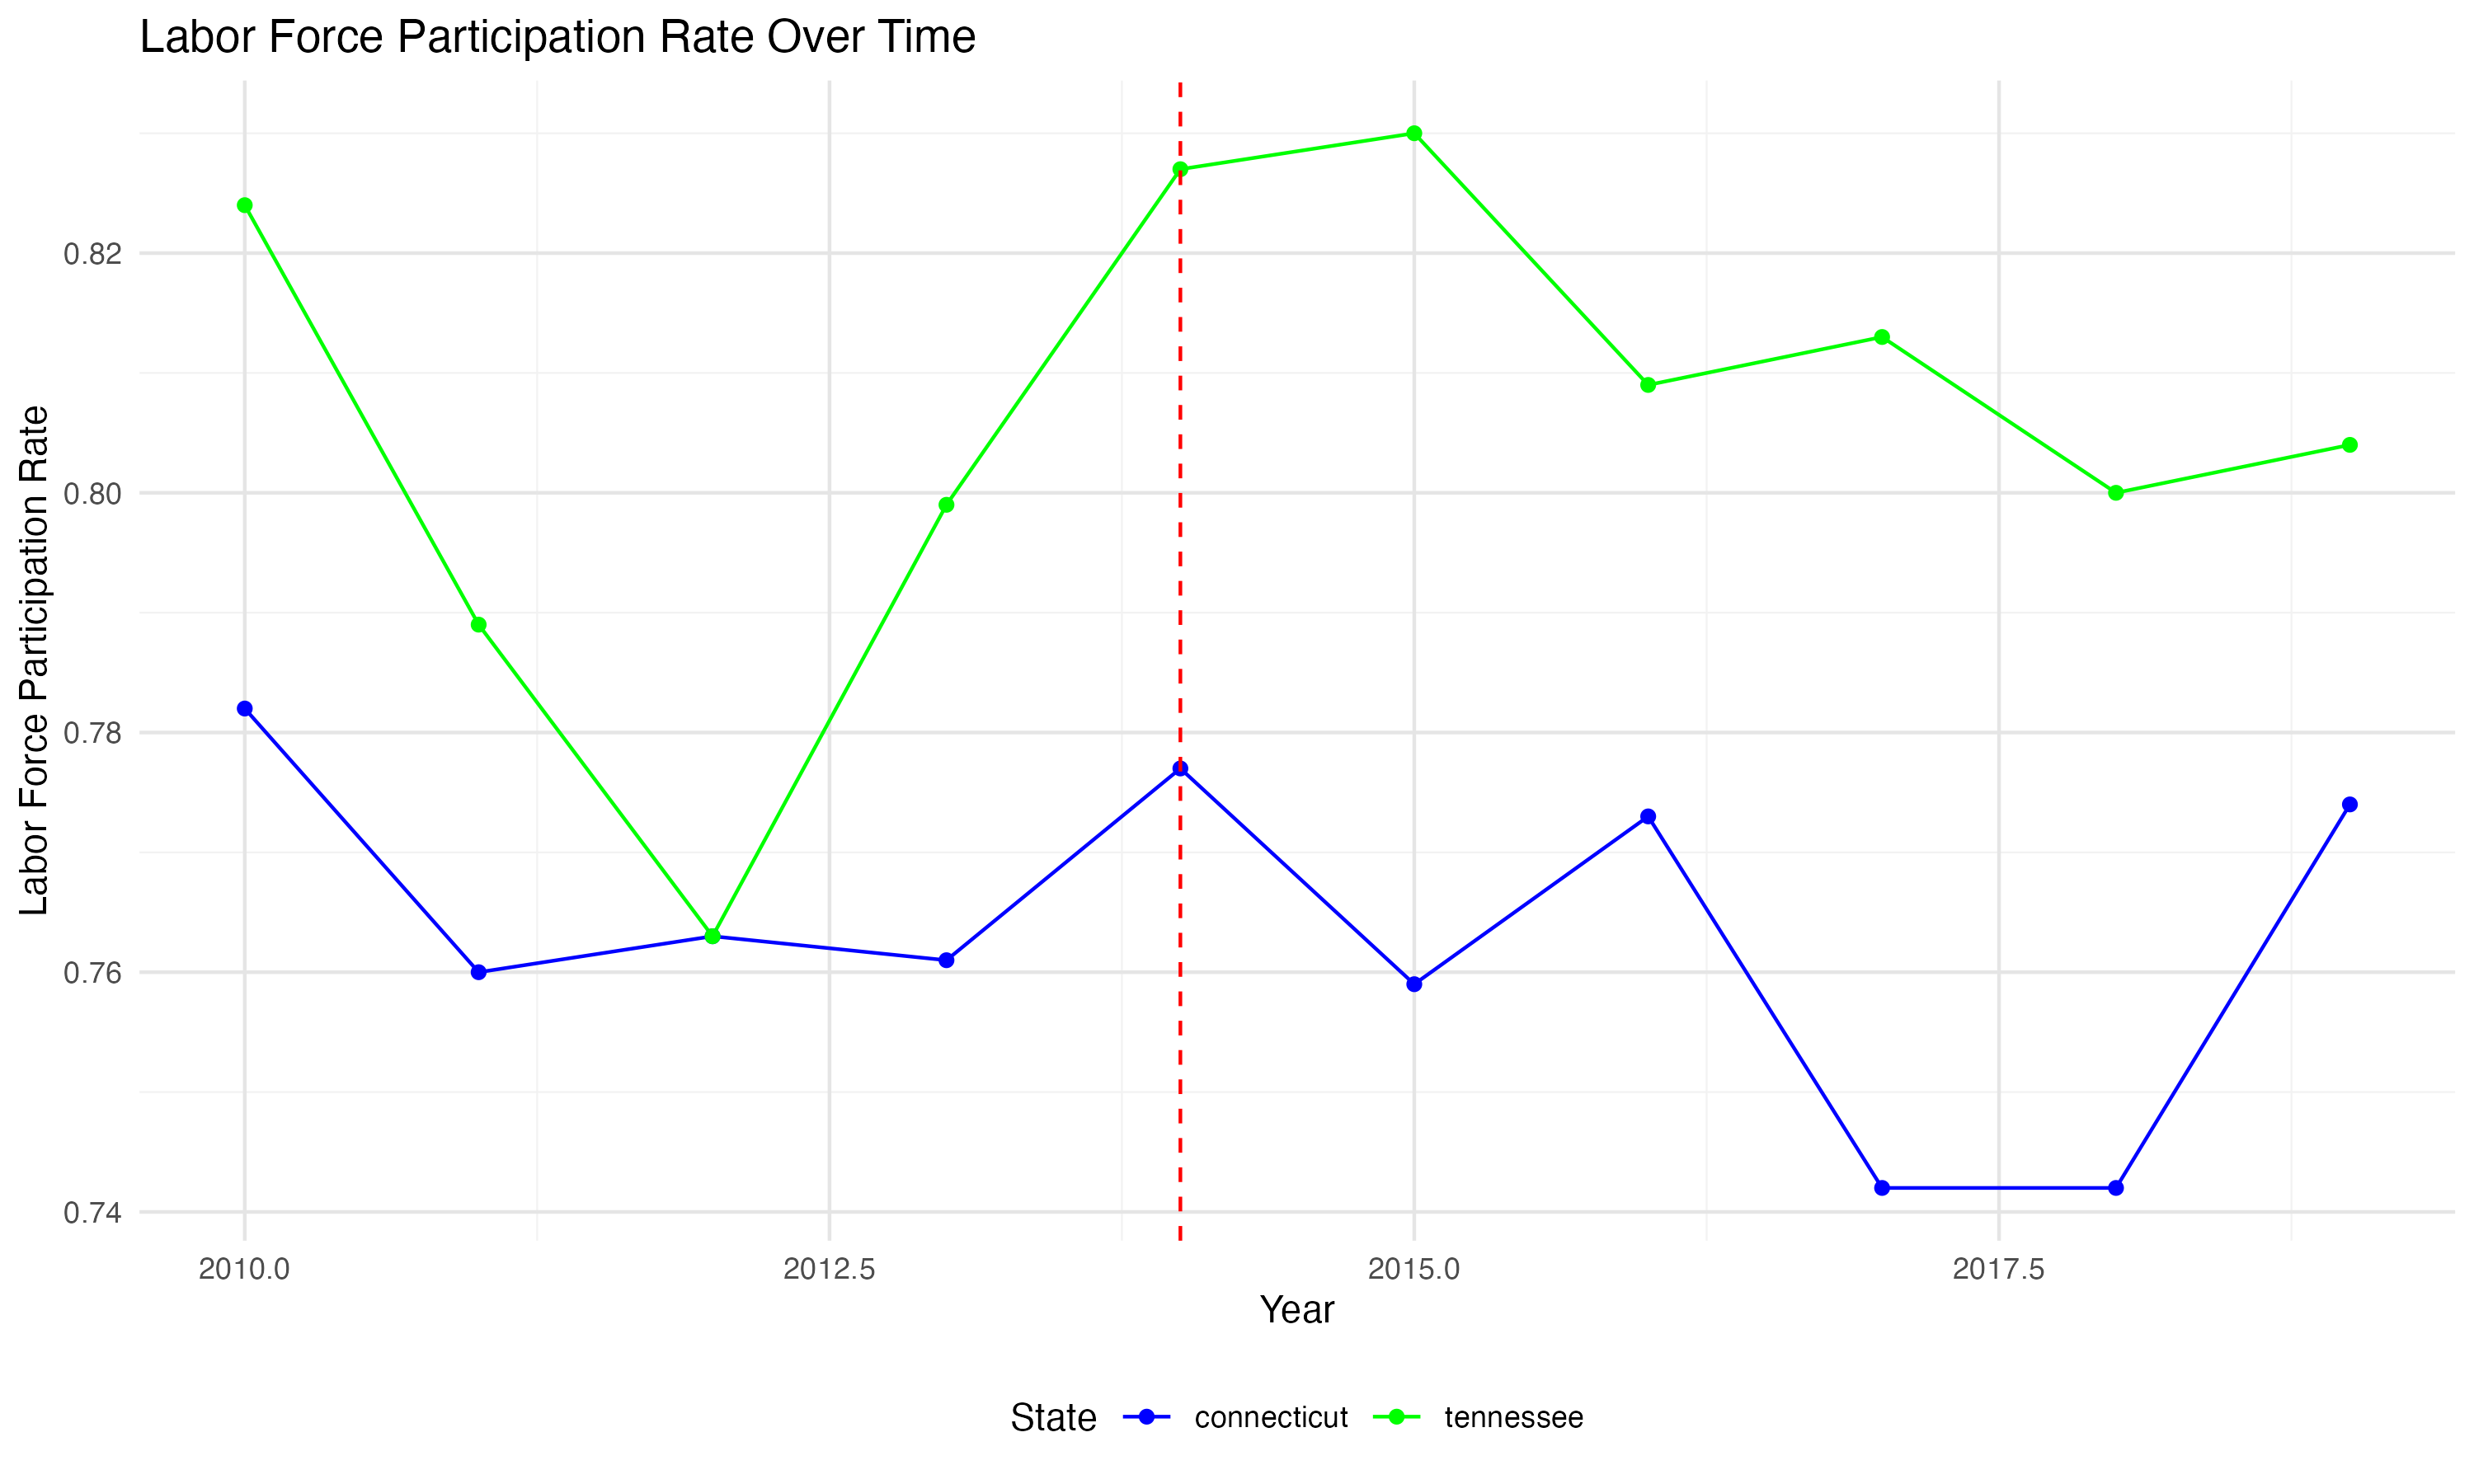 Labor Force Participation Rate Over Time
Labor Force Participation Rate
0.82
0.80
0.78
0.76
0.74
2010.0 2012.5 2015.0 2017.5
Year
State connecticut tennessee